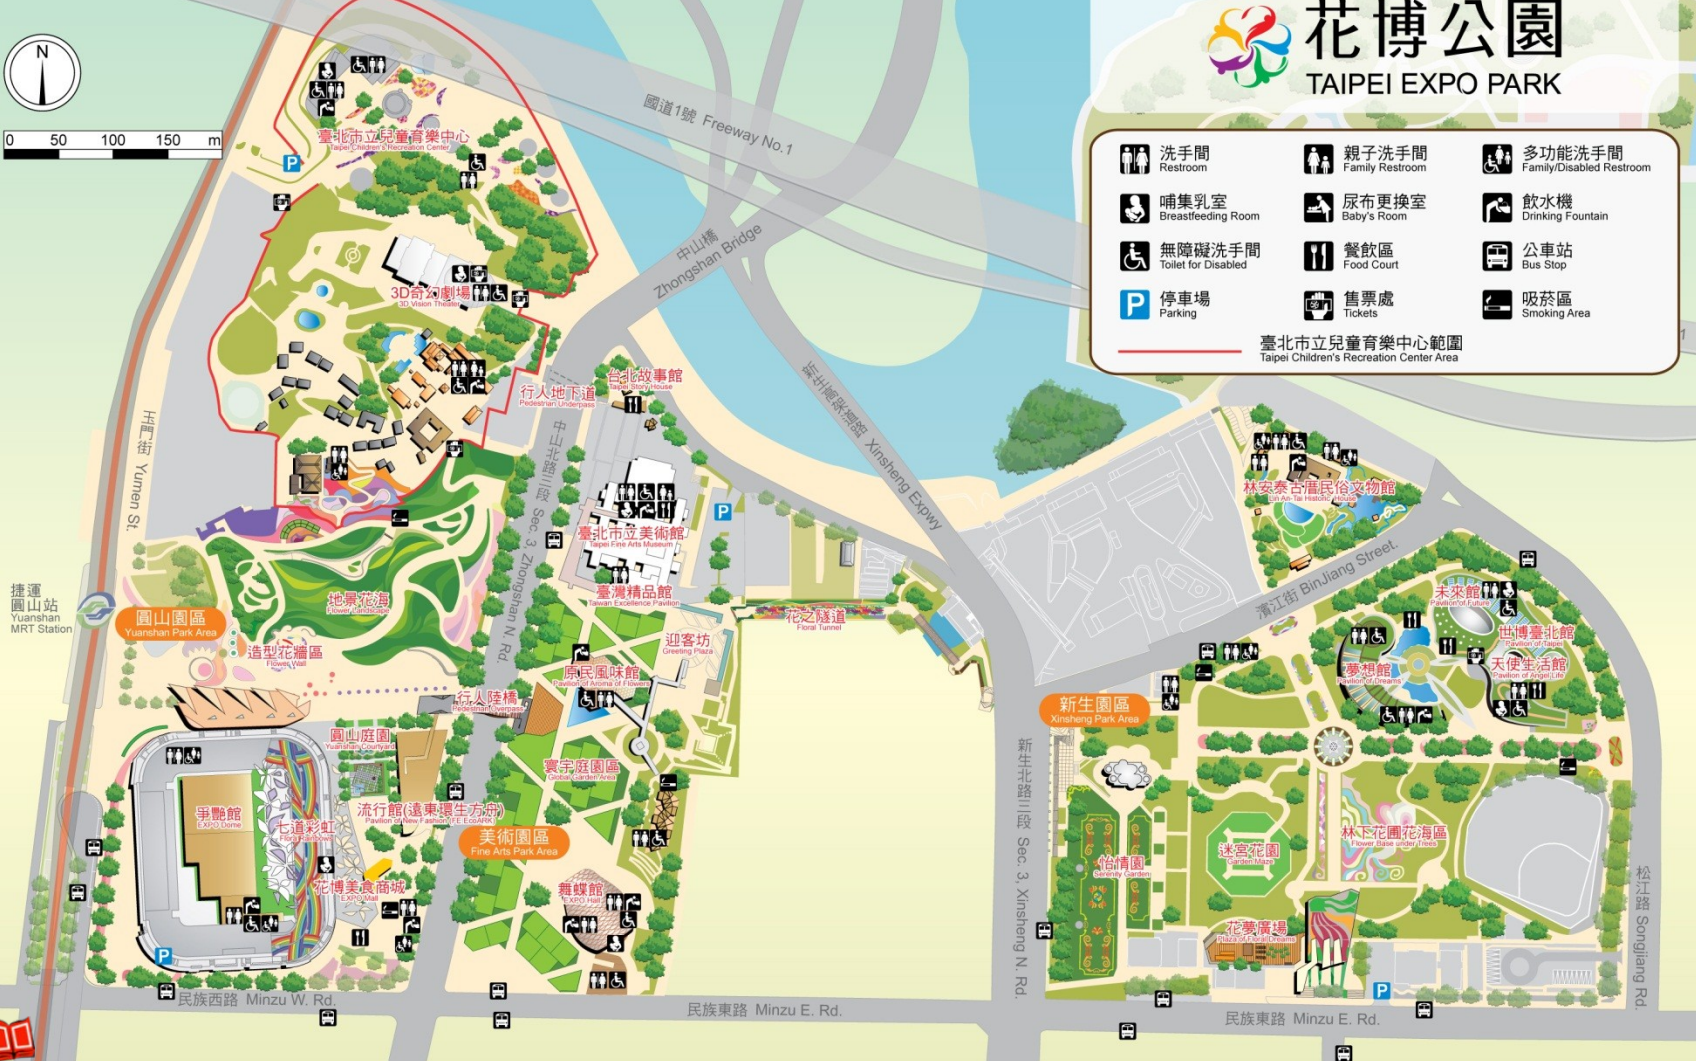 花博公園
TAIPEI EXPO PARK
N
0 50 100 150 m
洗手間
Restroom
親子洗手間
Family Restroom
多功能洗手間
Family/Disabled Restroom
哺集乳室
Breastfeeding Room
尿布更換室
Baby's Room
飲水機
Drinking Fountain
無障礙洗手間
Toilet for Disabled
餐飲區
Food Court
公車站
Bus Stop
P
停車場
Parking
售票處
Tickets
吸菸區
Smoking Area
臺北市立兒童育樂中心範圍
Taipei Children's Recreation Center Area
國道1號 Freeway No.1
臺北市立兒童育樂中心
Taipei Children's Recreation Center
P
中山橋
Zhongshan Bridge
3D奇幻劇場
3D Vision Theater
台北故事館
Taipei Story House
行人地下道
Pedestrian Underpass
新生高架道路 Xinsheng Expwy
玉門街 Yumen St.
中山北路三段 Sec. 3, Zhongshan N. Rd.
林安泰古厝民俗文物館
Lin An-Tai Historic House
P
臺北市立美術館
Taipei Fine Arts Museum
濱江街 BinJiang Street.
捷運
圓山站
Yuanshan
MRT Station
圓山園區
Yuanshan Park Area
地景花海
Flower Landscape
臺灣精品館
Taiwan Excellence Pavilion
花之隧道
Floral Tunnel
未來館
Pavilion of Future
世博臺北館
Pavilion of Taipei
造型花牆區
Flower Wall
迎客坊
Greeting Plaza
原民風味館
Pavilion of Aroma of Flowers
夢想館
Pavilion of Dreams
天使生活館
Pavilion of Angel Life
行人陸橋
Pedestrian Overpass
新生園區
Xinsheng Park Area
圓山庭園
Yuanshan Courtyard
寰宇庭園區
Global Garden Area
新生北路三段 Sec. 3, Xinsheng N. Rd.
爭艷館
EXPO Dome
七道彩虹
Floral Rainbows
流行館(遠東環生方舟)
Pavilion of New Fashion (FE EcoARK)
美術園區
Fine Arts Park Area
林下花圃花海區
Flower Base under Trees
迷宮花園
Garden Maze
怡情園
Serenity Garden
花博美食商城
EXPO Mall
舞蝶館
EXPO Hall
松江路 Songjiang Rd.
花夢廣場
Plaza of Floral Dreams
P
P
民族西路 Minzu W. Rd.
民族東路 Minzu E. Rd.
民族東路 Minzu E. Rd.